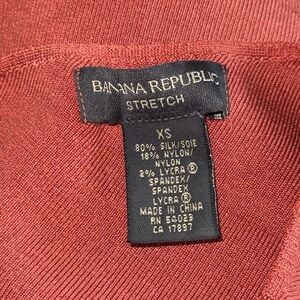 BANANA REPUBLIC
STRETCH
XS
80% SILK/SOIE
18% NYLON/
NYLON
2% LYCRA®
SPANDEX/
SPANDEX
LYCRA®
MADE IN CHINA
RN 54023
CA 17897